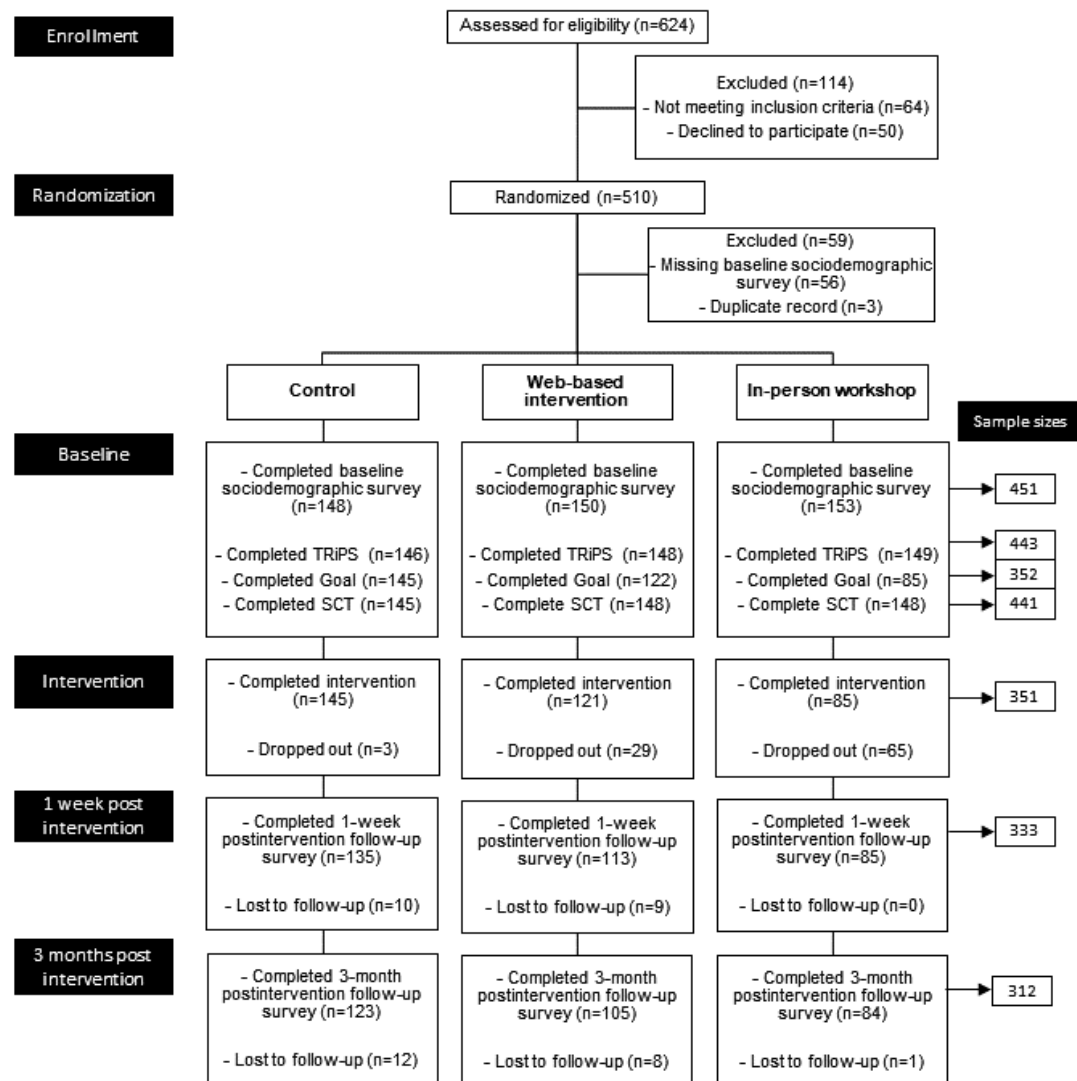 Enrollment
Assessed for eligibility (n=624)
Excluded (n=114)
- Not meeting inclusion criteria (n=64)
- Declined to participate (n=50)
Randomization
Randomized (n=510)
Excluded (n=59)
- Missing baseline sociodemographic
survey (n=56)
- Duplicate record (n=3)
Control
Web-based
intervention
In-person workshop
Sample sizes
Baseline
- Completed baseline
sociodemographic survey
(n=148)
- Completed TRiPS (n=146)
- Completed Goal (n=145)
- Completed SCT (n=145)
- Completed baseline
sociodemographic survey
(n=150)
- Completed TRiPS (n=148)
- Completed Goal (n=122)
- Complete SCT (n=148)
- Completed baseline
sociodemographic survey
(n=153)
- Completed TRiPS (n=149)
- Completed Goal (n=85)
- Complete SCT (n=148)
451
443
352
441
Intervention
- Completed intervention
(n=145)
- Dropped out (n=3)
- Completed intervention
(n=121)
- Dropped out (n=29)
- Completed intervention
(n=85)
- Dropped out (n=65)
351
1 week post
intervention
- Completed 1-week
postintervention follow-up
survey (n=135)
- Lost to follow-up (n=10)
- Completed 1-week
postintervention follow-up
survey (n=113)
- Lost to follow-up (n=9)
- Completed 1-week
postintervention follow-up
survey (n=85)
- Lost to follow-up (n=0)
333
3 months post
intervention
- Completed 3-month
postintervention follow-up
survey (n=123)
- Lost to follow-up (n=12)
- Completed 3-month
postintervention follow-up
survey (n=105)
- Lost to follow-up (n=8)
- Completed 3-month
postintervention follow-up
survey (n=84)
- Lost to follow-up (n=1)
312